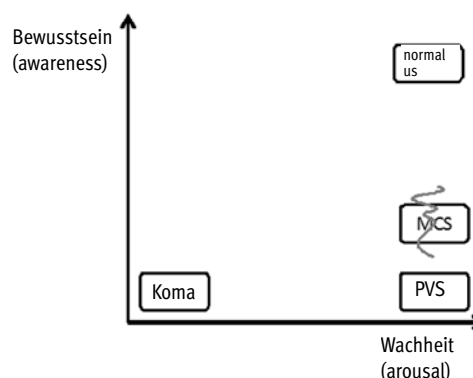 Bewusstsein
(awareness)
normal
us
MCS
Koma
PVS
Wachheit
(arousal)